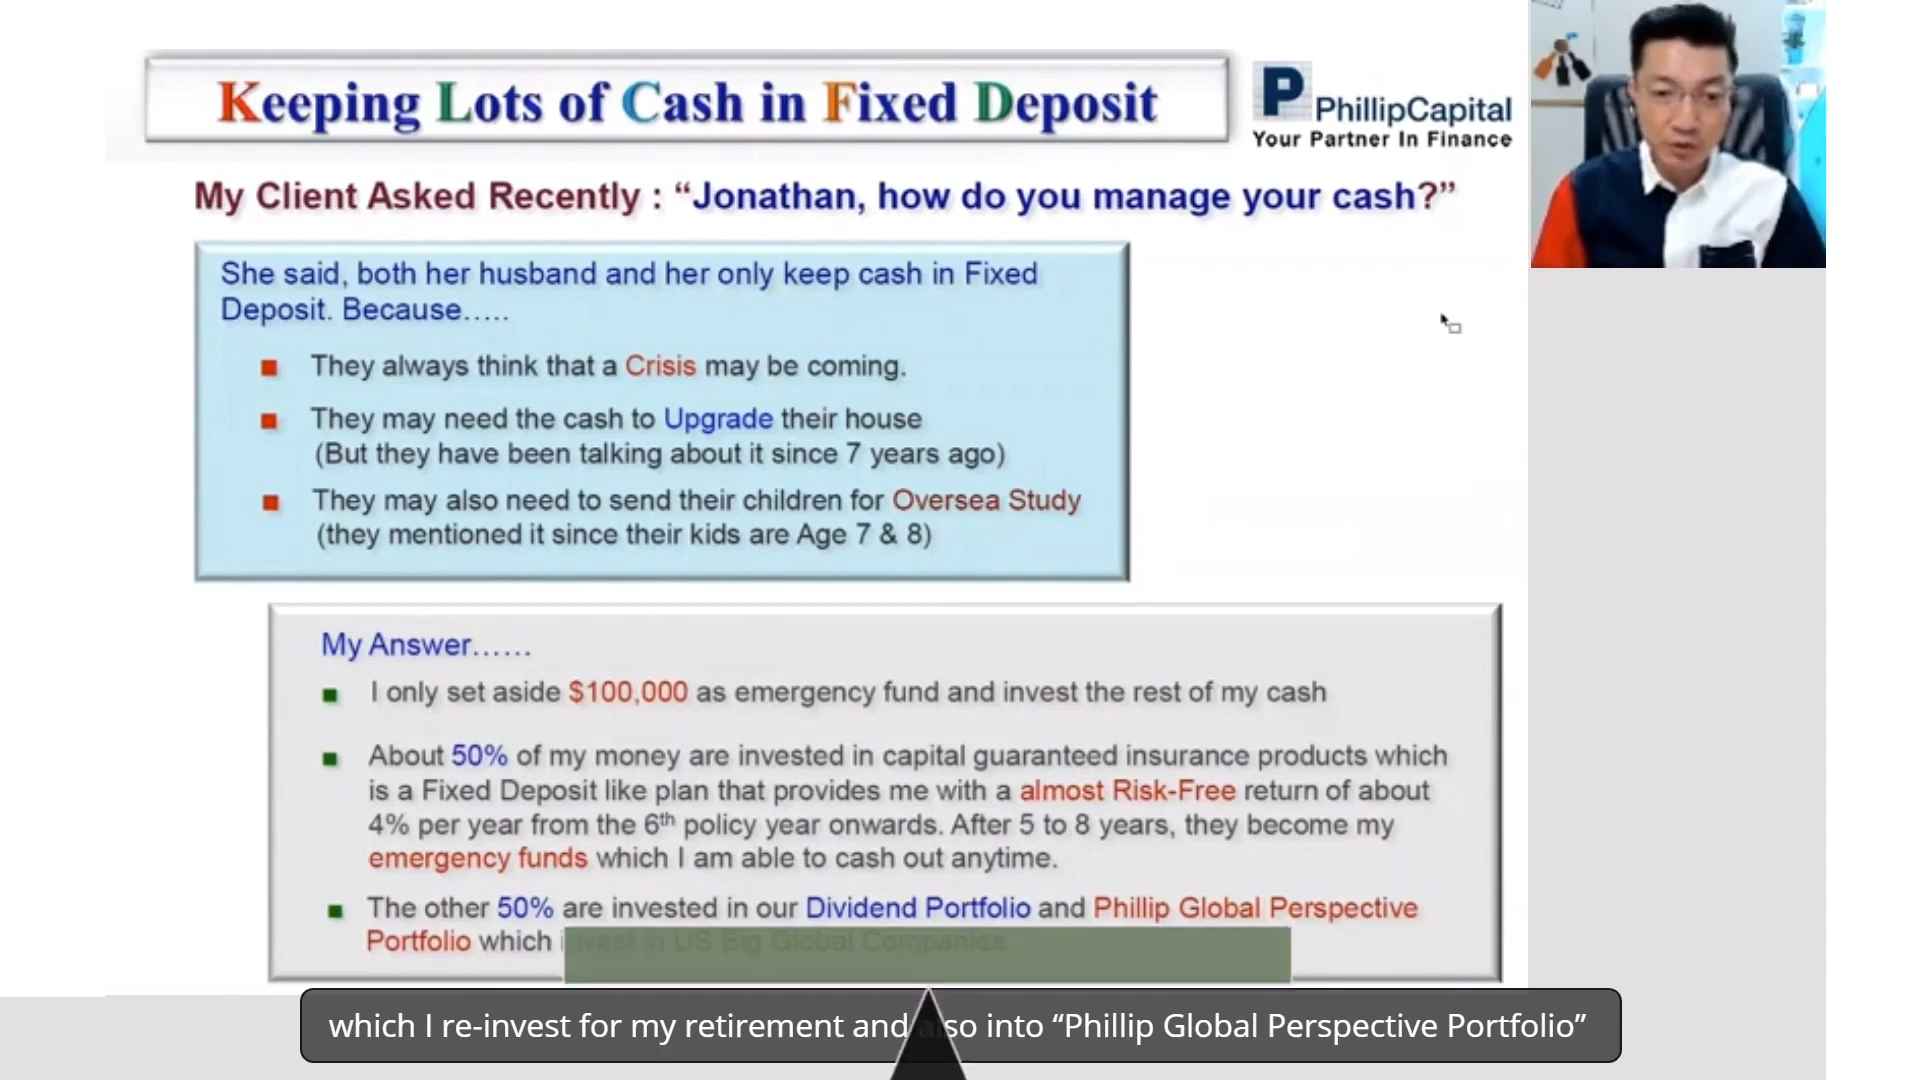 Keeping Lots of Cash in Fixed Deposit
P
PhillipCapital
Your Partner In Finance
My Client Asked Recently : “Jonathan, how do you manage your cash?”
She said, both her husband and her only keep cash in Fixed
Deposit. Because…..
They always think that a Crisis may be coming.
They may need the cash to Upgrade their house
(But they have been talking about it since 7 years ago)
They may also need to send their children for Oversea Study
(they mentioned it since their kids are Age 7 & 8)
My Answer……
I only set aside $100,000 as emergency fund and invest the rest of my cash
About 50% of my money are invested in capital guaranteed insurance products which
is a Fixed Deposit like plan that provides me with a almost Risk-Free return of about
4% per year from the 6th policy year onwards. After 5 to 8 years, they become my
emergency funds which I am able to cash out anytime.
The other 50% are invested in our Dividend Portfolio and Phillip Global Perspective
Portfolio which invest in US Big Global Companies
which I re-invest for my retirement and also into “Phillip Global Perspective Portfolio”